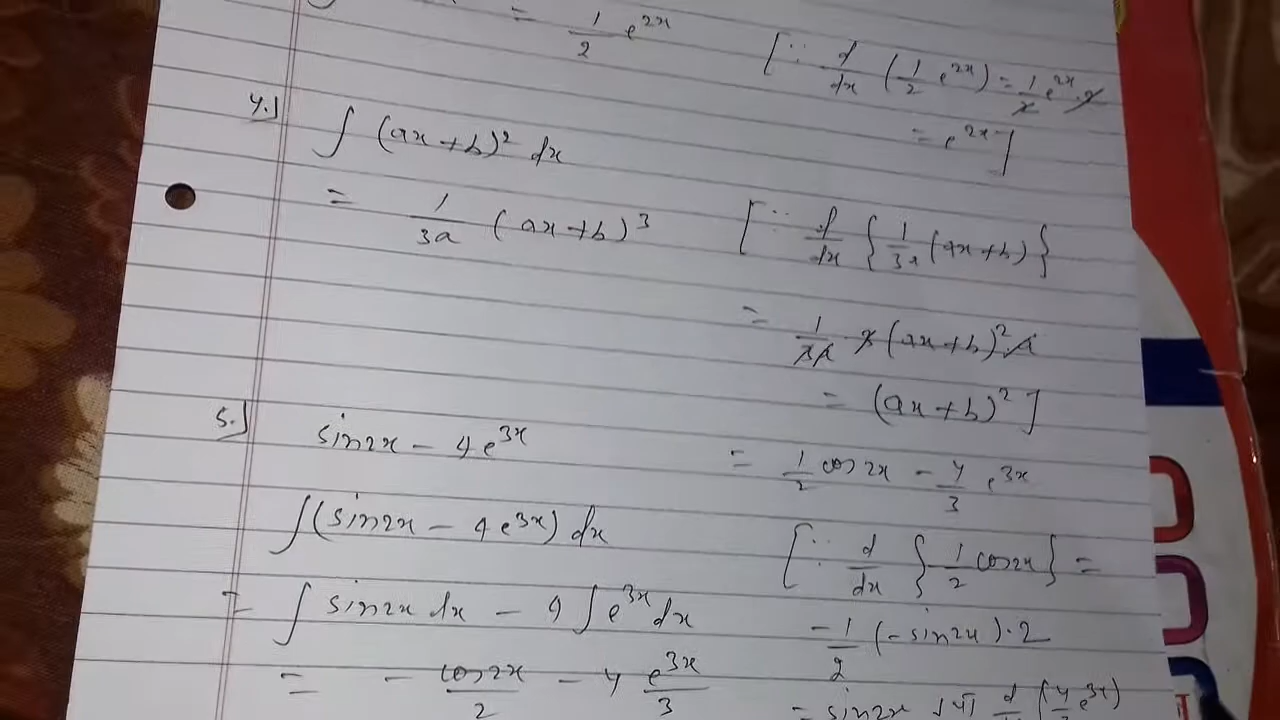 = 1/2 e^2x [∵ d/dx (1/2 e^2x) = 1/2 e^2x . 2
= e^2x]
4.] ∫ (ax+b)² dx
= 1/3a (ax+b)³ [∵ d/dx {1/3a (ax+b)}
= 1/3a 3(ax+b)² a
= (ax+b)²]
5.] sin2x - 4e^3x
∫(sin2x - 4e^3x) dx
= ∫ sin2x dx - 4∫e^3x dx
= - cos2x/2 - 4 e^3x/3
= 1/2 cos2x - 4/3 e^3x
[∵ d/dx {1/2 cos2x} =
-1/2 (-sin2x).2
= sin2x